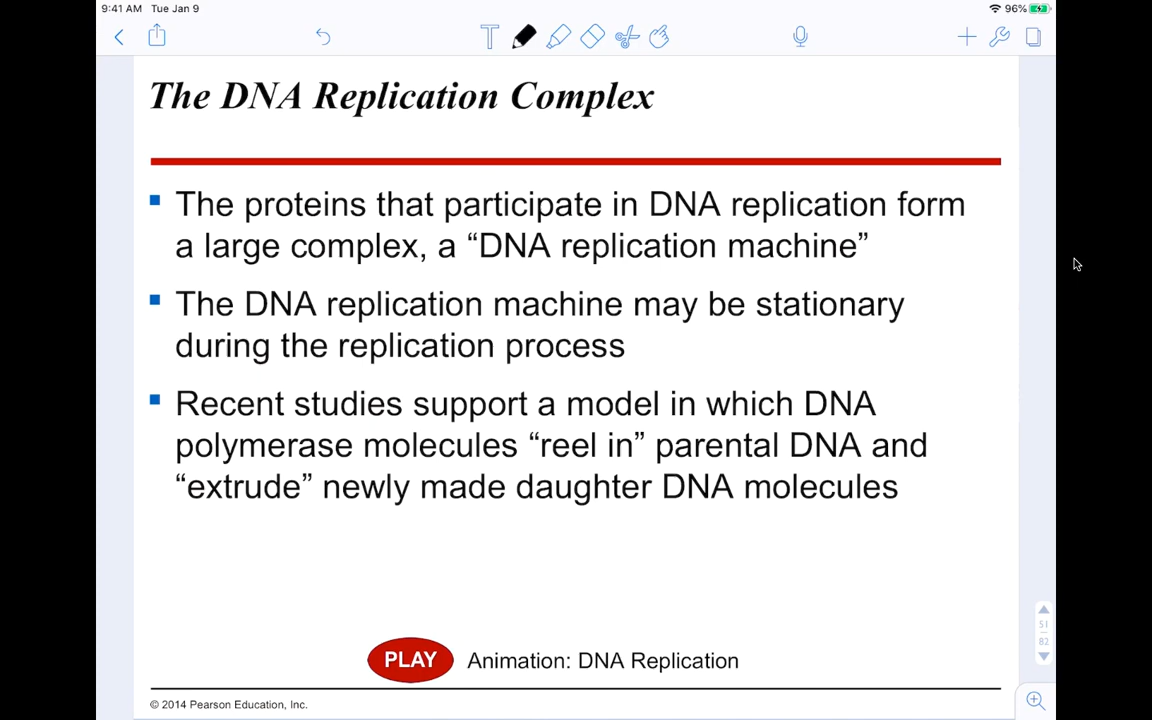 9:41 AM Tue Jan 9
96%
T
The DNA Replication Complex
The proteins that participate in DNA replication form
a large complex, a “DNA replication machine”
The DNA replication machine may be stationary
during the replication process
Recent studies support a model in which DNA
polymerase molecules “reel in” parental DNA and
“extrude” newly made daughter DNA molecules
51
82
PLAY Animation: DNA Replication
© 2014 Pearson Education, Inc.